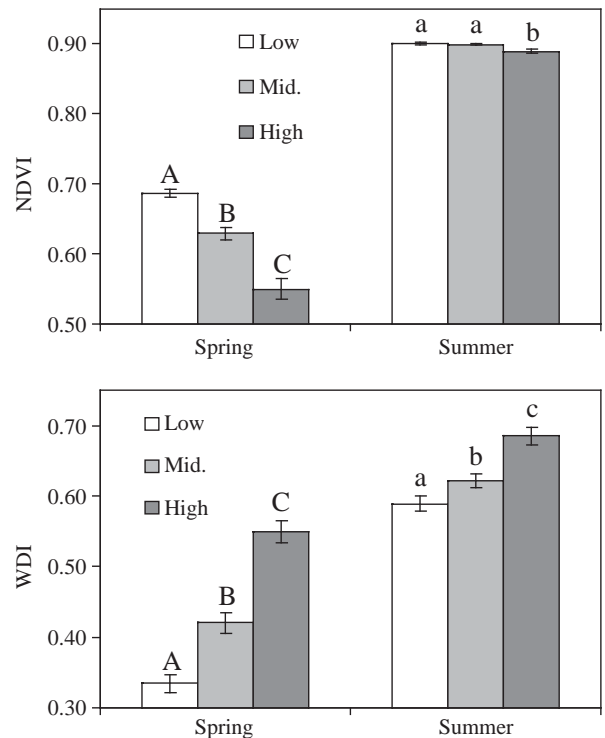 a a b
0.90
Low
Mid.
0.80
High
0.70
A
B
0.60
C
0.50
Spring Summer
NDVI
Low
0.70
c
Mid.
b
a
0.60
High
C
0.50
B
0.40
A
0.30
Spring Summer
WDI